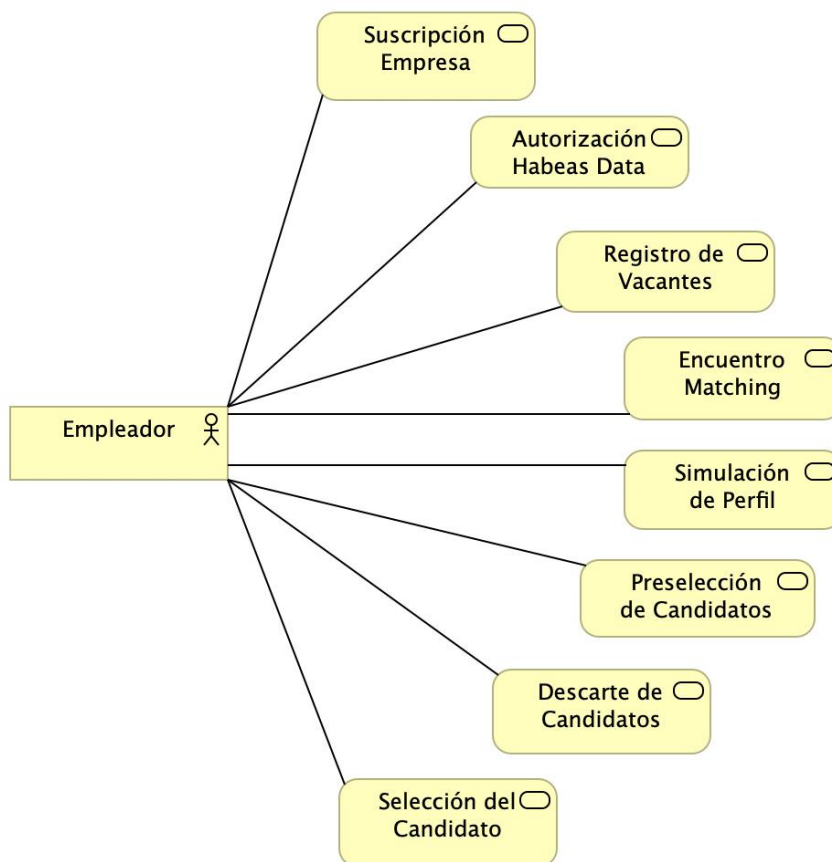 Suscripción
Empresa
Autorización
Habeas Data
Registro de
Vacantes
Encuentro
Matching
Empleador
Simulación
de Perfil
Preselección
de Candidatos
Descarte de
Candidatos
Selección del
Candidato